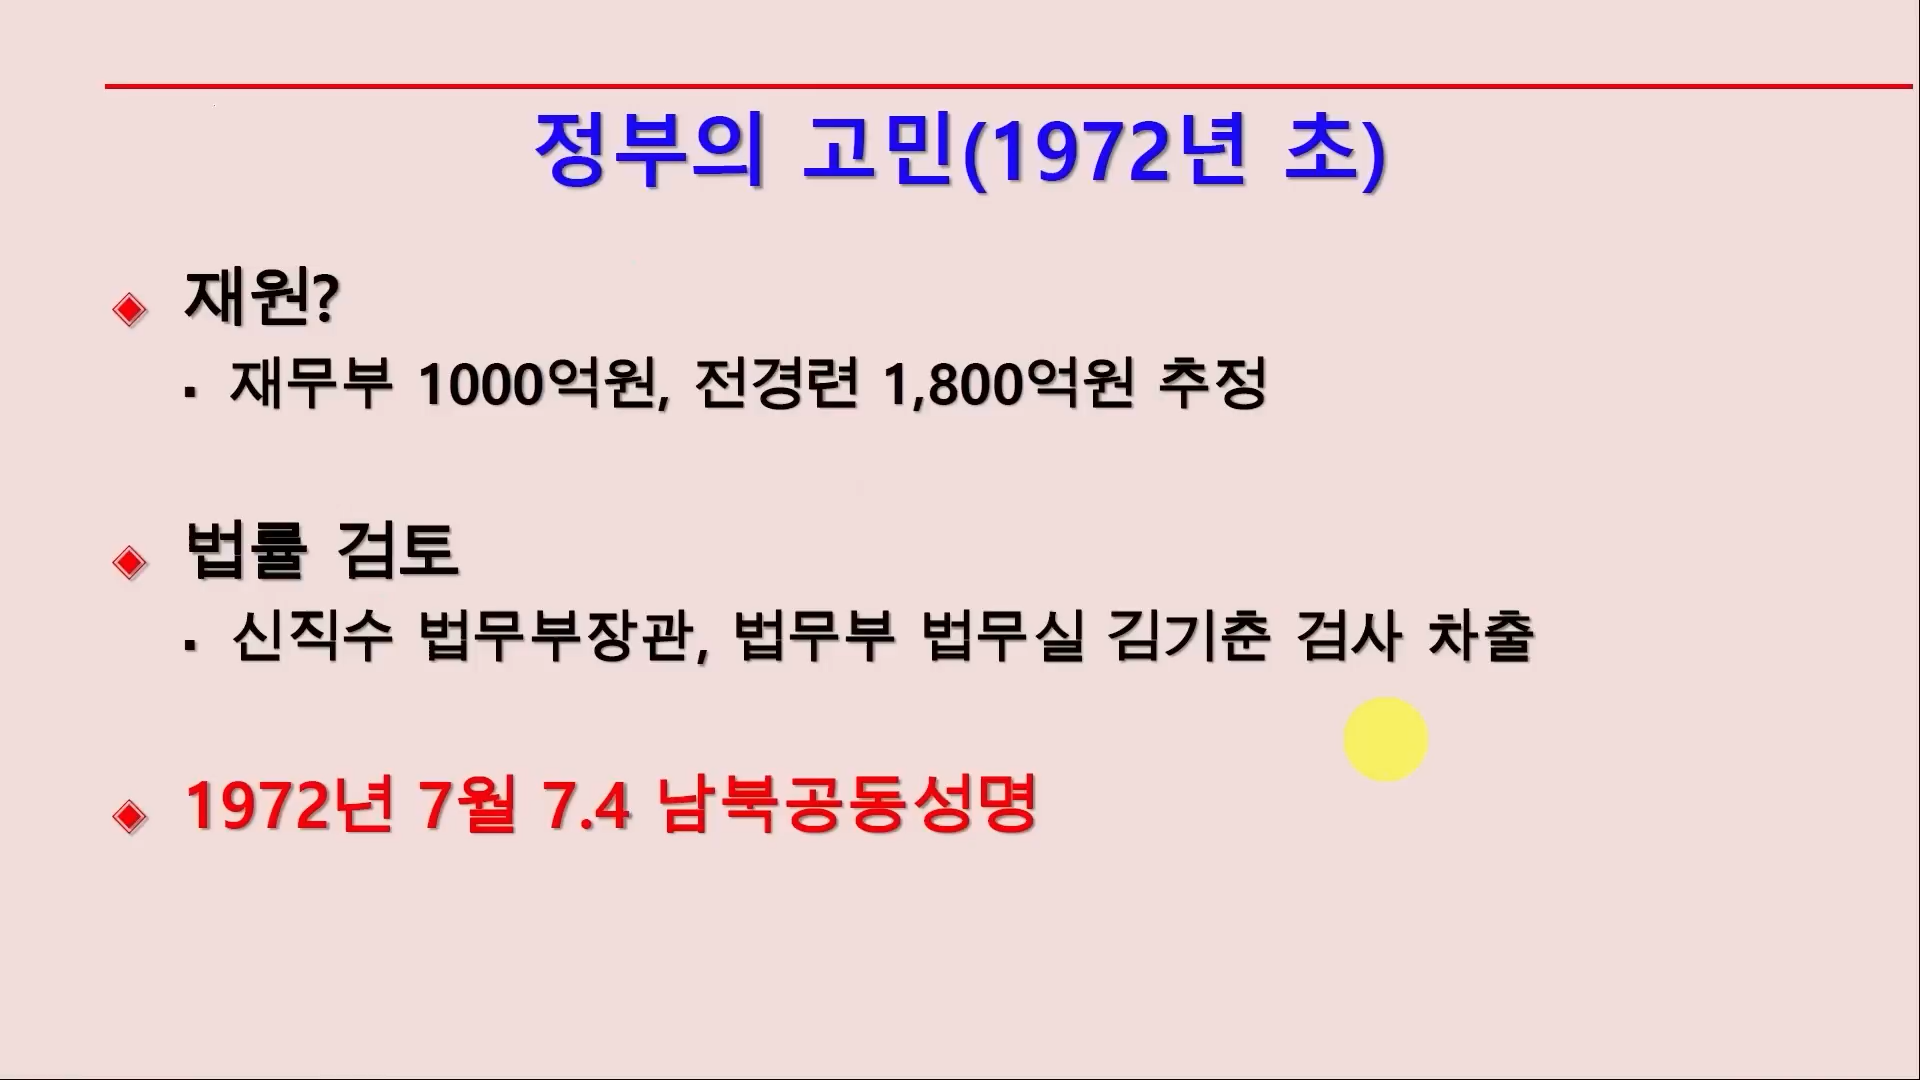 정부의 고민(1972년 초)
재원?
재무부 1000억원, 전경련 1,800억원 추정
법률 검토
신직수 법무부장관, 법무부 법무실 김기춘 검사 차출
1972년 7월 7.4 남북공동성명